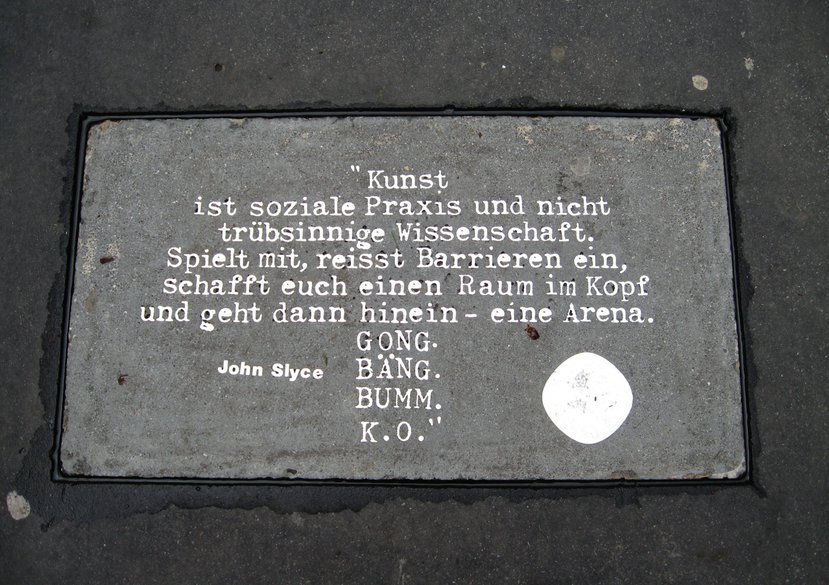 "Kunst
ist soziale Praxis und nicht
trübsinnige Wissenschaft.
Spielt mit, reisst Barrieren ein,
schafft euch einen Raum im Kopf
und geht dann hinein - eine Arena.
GONG.
BÄNG.
John Slyce
BUMM.
K.O."